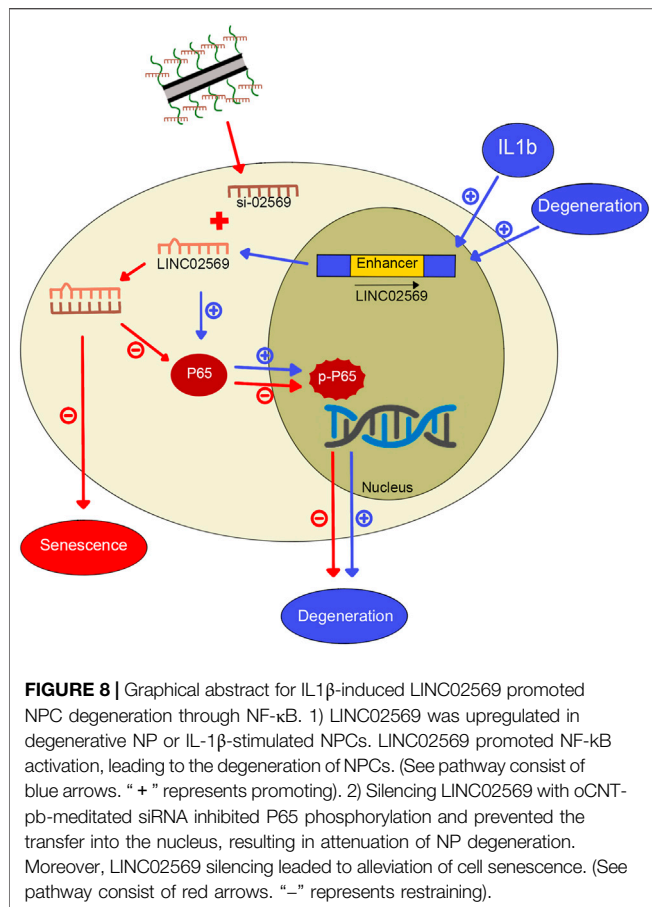 IL1b
Degeneration
si-02569
+
+
+
LINC02569
Enhancer
LINC02569
+
−
P65
+
−
p-P65
−
Nucleus
−
+
Senescence
Degeneration
FIGURE 8 | Graphical abstract for IL1β-induced LINC02569 promoted
NPC degeneration through NF-κB. 1) LINC02569 was upregulated in
degenerative NP or IL-1β-stimulated NPCs. LINC02569 promoted NF-kB
activation, leading to the degeneration of NPCs. (See pathway consist of
blue arrows. “ + ” represents promoting). 2) Silencing LINC02569 with oCNT-
pb-meditated siRNA inhibited P65 phosphorylation and prevented the
transfer into the nucleus, resulting in attenuation of NP degeneration.
Moreover, LINC02569 silencing led to alleviation of cell senescence. (See
pathway consist of red arrows. “−” represents restraining).